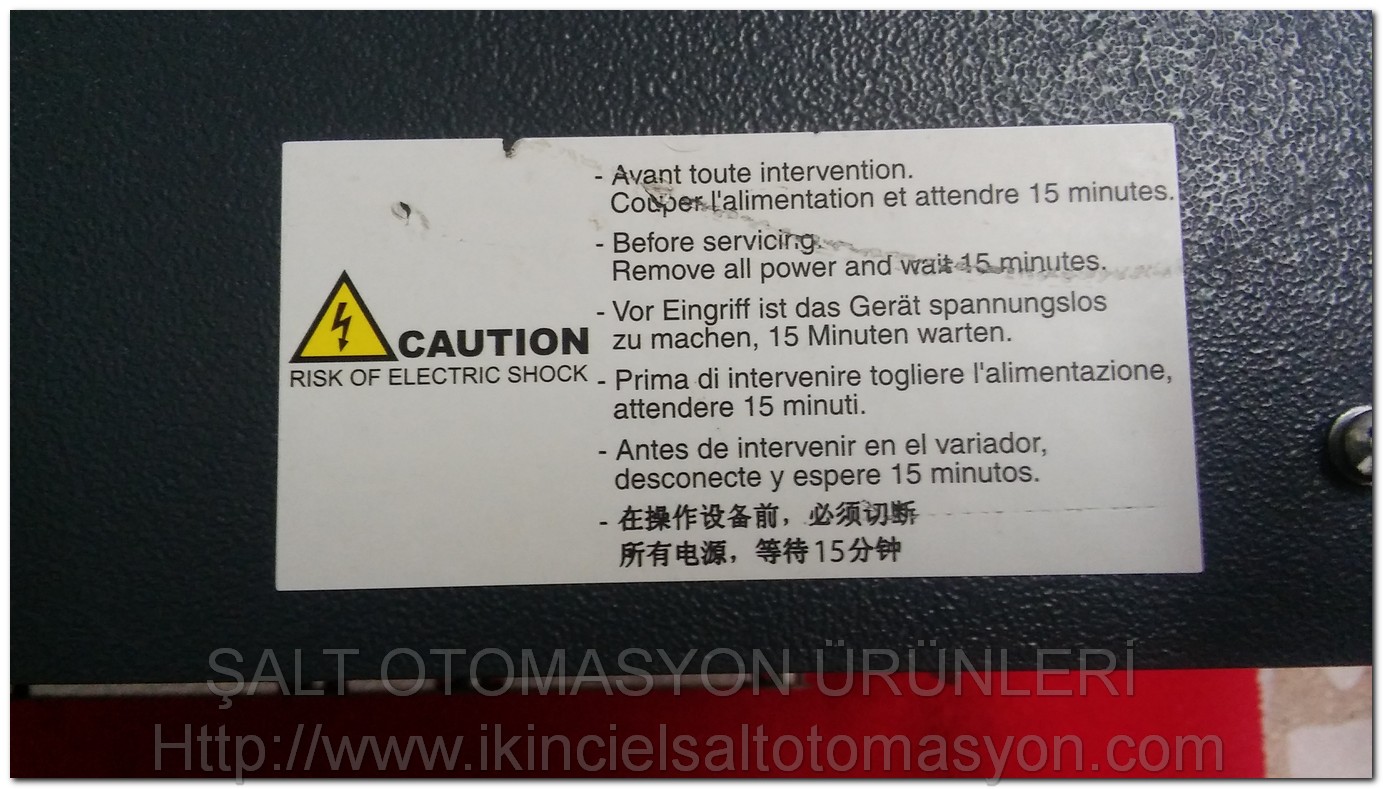 CAUTION
RISK OF ELECTRIC SHOCK
- Avant toute intervention.
Couper l'alimentation et attendre 15 minutes.
- Before servicing.
Remove all power and wait 15 minutes.
- Vor Eingriff ist das Gerät spannungslos
zu machen, 15 Minuten warten.
- Prima di intervenire togliere l'alimentazione,
attendere 15 minuti.
- Antes de intervenir en el variador,
desconecte y espere 15 minutos.
- 在操作设备前，必须切断
所有电源，等待15分钟
ŞALT OTOMASYON ÜRÜNLERİ
Http://www.ikincielsaltotomasyon.com